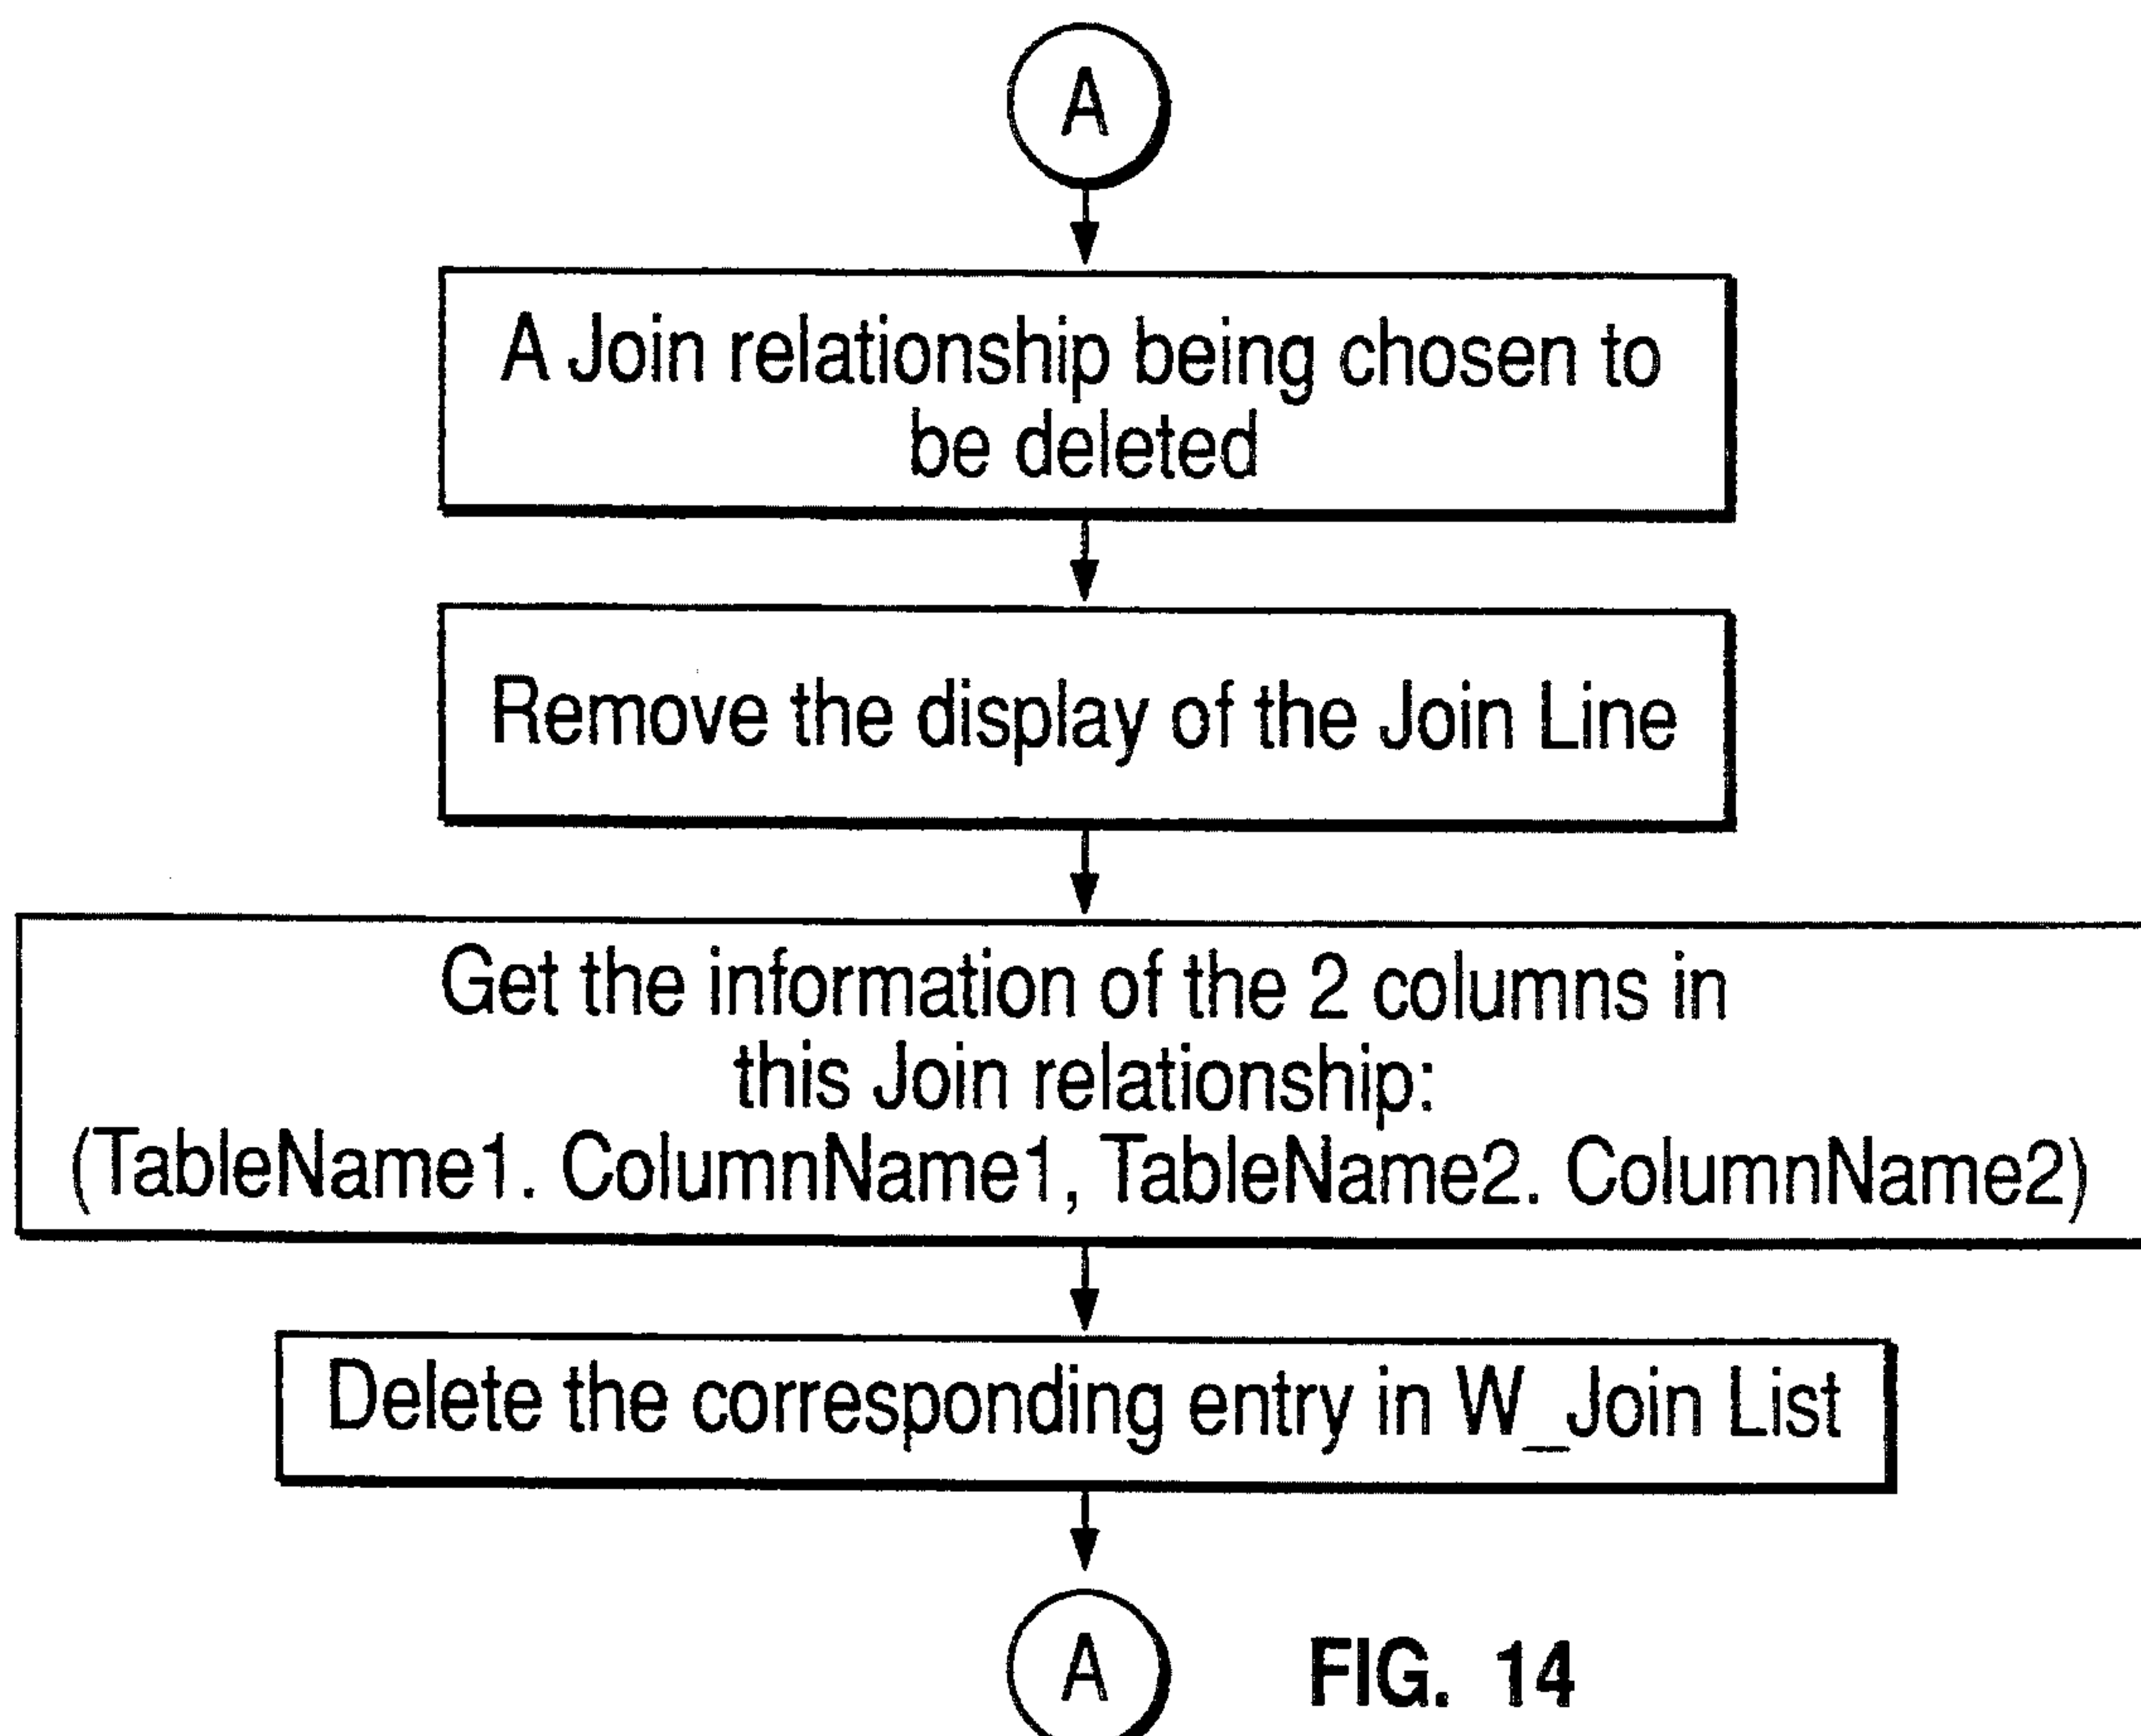 A
A Join relationship being chosen to
be deleted
Remove the display of the Join Line
Get the information of the 2 columns in
this Join relationship:
(TableName1. ColumnName1, TableName2. ColumnName2)
Delete the corresponding entry in W_Join List
A
FIG. 14